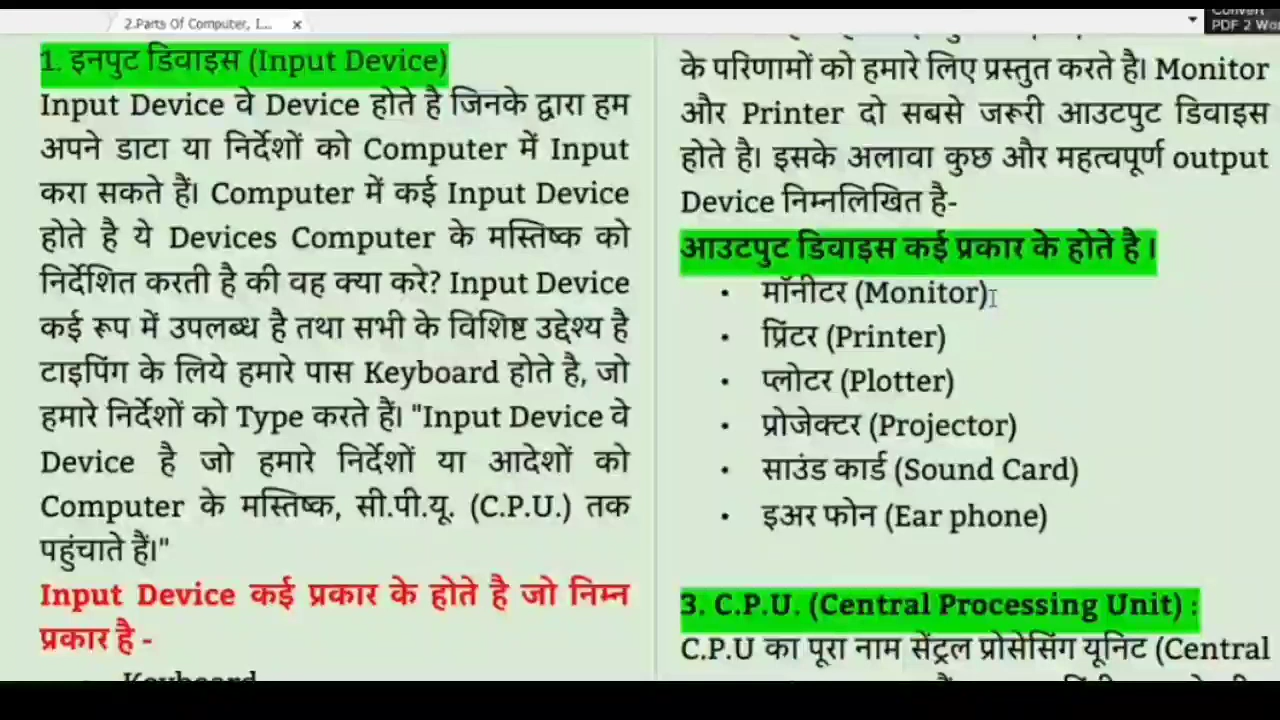 2.Parts Of Computer, I...
Convert
PDF 2 Wor
1. इनपुट डिवाइस (Input Device)
Input Device वे Device होते है जिनके द्वारा हम
अपने डाटा या निर्देशों को Computer में Input
करा सकते हैं। Computer में कई Input Device
होते है ये Devices Computer के मस्तिष्क को
निर्देशित करती है की वह क्या करे? Input Device
कई रूप में उपलब्ध है तथा सभी के विशिष्ट उद्देश्य है
टाइपिंग के लिये हमारे पास Keyboard होते है, जो
हमारे निर्देशों को Type करते हैं। "Input Device वे
Device है जो हमारे निर्देशों या आदेशों को
Computer के मस्तिष्क, सी.पी.यू. (C.P.U.) तक
पहुंचाते हैं।"
Input Device कई प्रकार के होते है जो निम्न
प्रकार है -
Keyboard
के परिणामों को हमारे लिए प्रस्तुत करते है। Monitor
और Printer दो सबसे जरूरी आउटपुट डिवाइस
होते है। इसके अलावा कुछ और महत्वपूर्ण output
Device निम्नलिखित है-
आउटपुट डिवाइस कई प्रकार के होते है ।
• मॉनीटर (Monitor)
• प्रिंटर (Printer)
• प्लोटर (Plotter)
• प्रोजेक्टर (Projector)
• साउंड कार्ड (Sound Card)
• इअर फोन (Ear phone)
3. C.P.U. (Central Processing Unit) :
C.P.U का पूरा नाम सेंट्रल प्रोसेसिंग यूनिट (Central